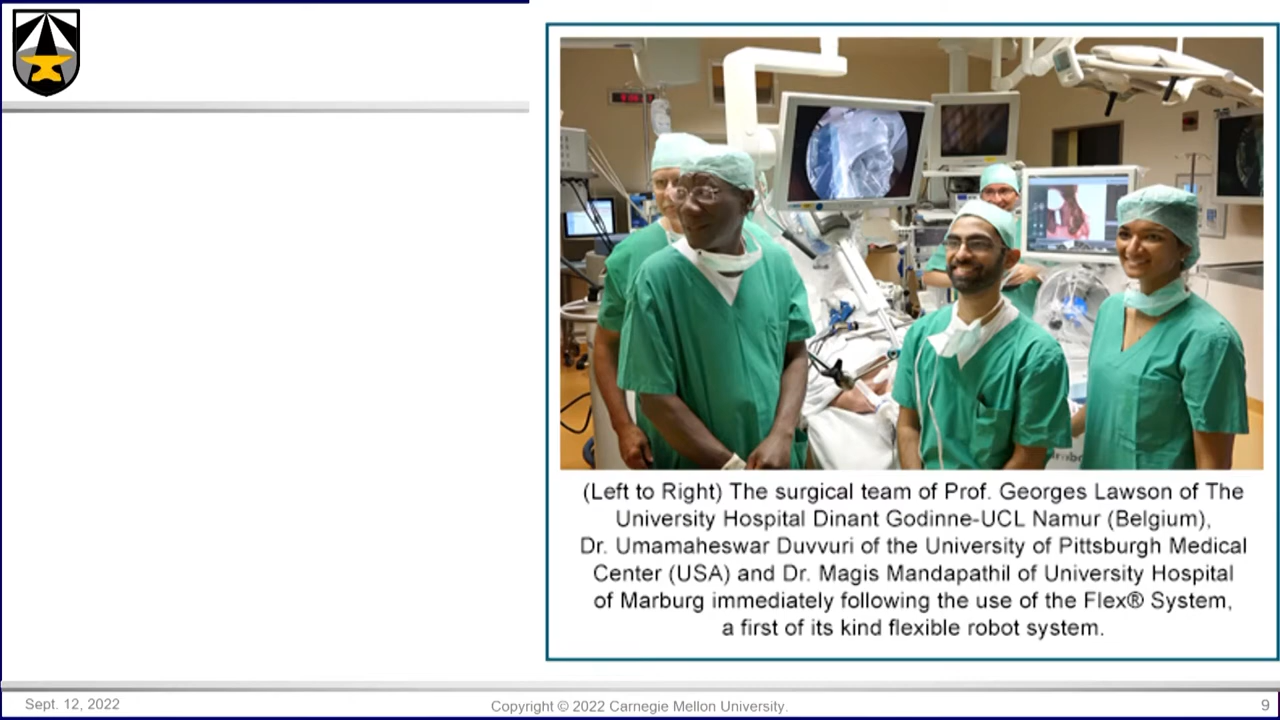 (Left to Right) The surgical team of Prof. Georges Lawson of The
University Hospital Dinant Godinne-UCL Namur (Belgium),
Dr. Umamaheswar Duvvuri of the University of Pittsburgh Medical
Center (USA) and Dr. Magis Mandapathil of University Hospital
of Marburg immediately following the use of the Flex® System,
a first of its kind flexible robot system.
Sept. 12, 2022
Copyright © 2022 Carnegie Mellon University.
9